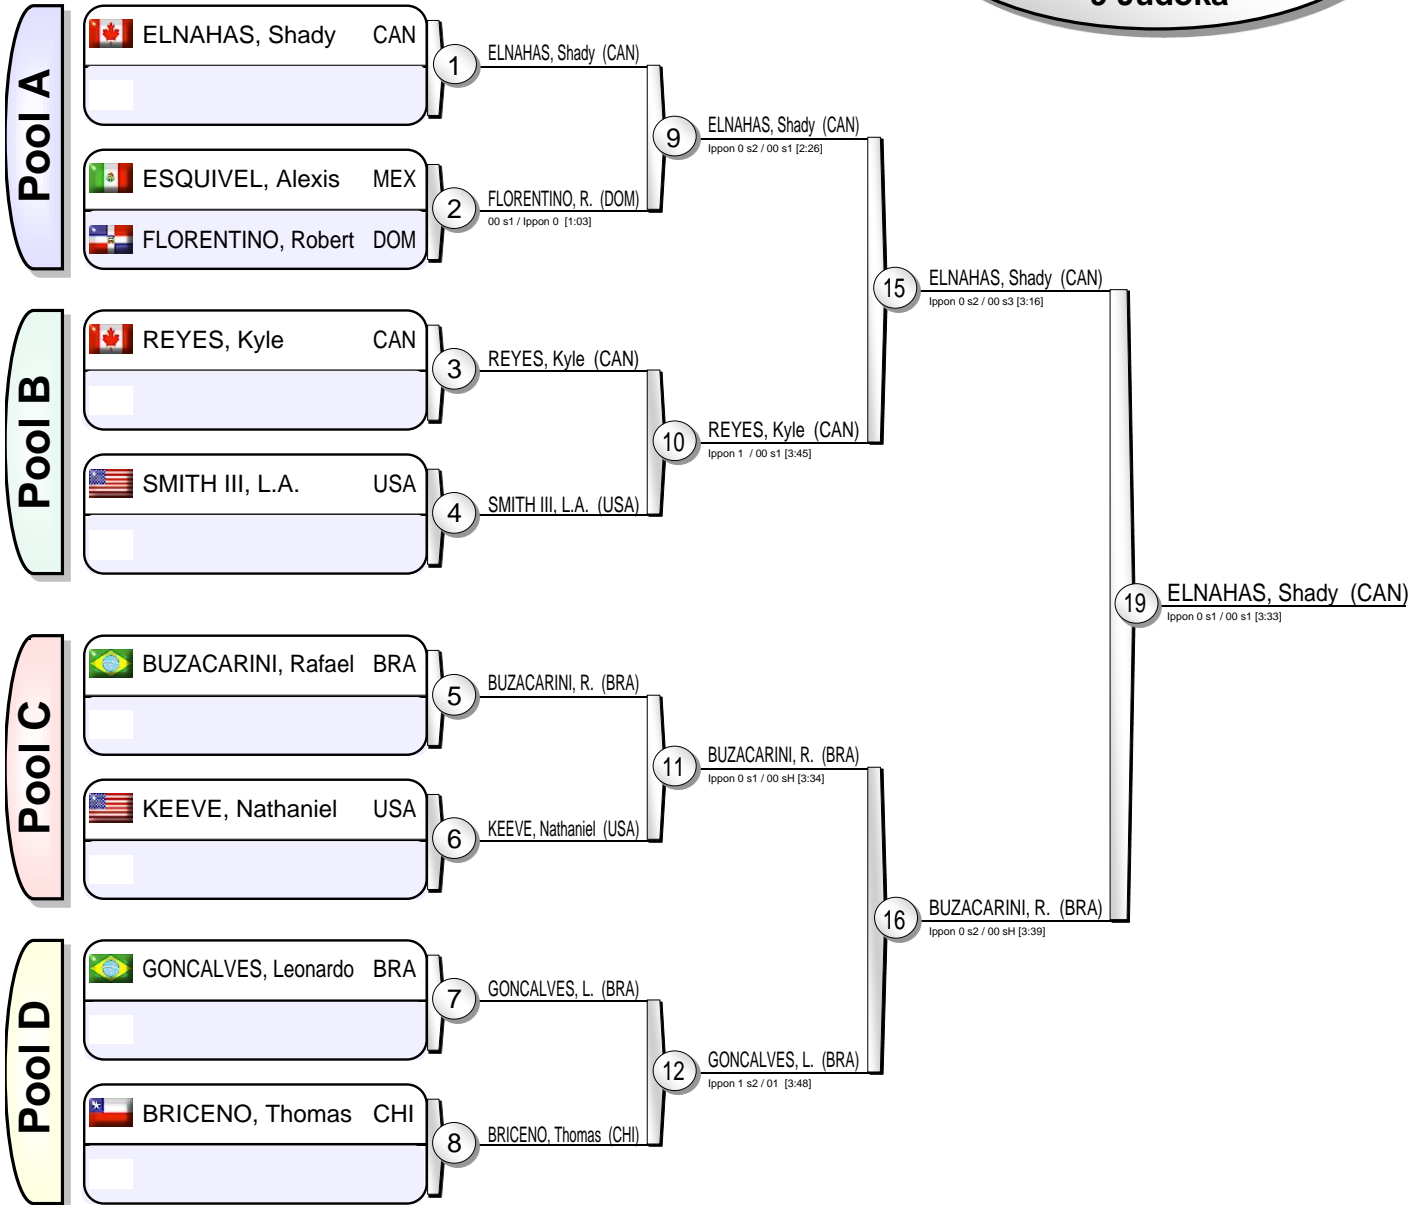 9 Judoka
Pool A
ELNAHAS, Shady CAN
1
ELNAHAS, Shady (CAN)
ESQUIVEL, Alexis MEX
FLORENTINO, Robert DOM
2
FLORENTINO, R. (DOM)
00 s1 / Ippon 0 [1:03]
9
ELNAHAS, Shady (CAN)
Ippon 0 s2 / 00 s1 [2:26]
Pool B
REYES, Kyle CAN
3
REYES, Kyle (CAN)
SMITH III, L.A. USA
4
SMITH III, L.A. (USA)
10
REYES, Kyle (CAN)
Ippon 1 / 00 s1 [3:45]
15
ELNAHAS, Shady (CAN)
Ippon 0 s2 / 00 s3 [3:16]
Pool C
BUZACARINI, Rafael BRA
5
BUZACARINI, R. (BRA)
KEEVE, Nathaniel USA
6
KEEVE, Nathaniel (USA)
11
BUZACARINI, R. (BRA)
Ippon 0 s1 / 00 sH [3:34]
Pool D
GONCALVES, Leonardo BRA
7
GONCALVES, L. (BRA)
BRICENO, Thomas CHI
8
BRICENO, Thomas (CHI)
12
GONCALVES, L. (BRA)
Ippon 1 s2 / 01 [3:48]
16
BUZACARINI, R. (BRA)
Ippon 0 s2 / 00 sH [3:39]
19
ELNAHAS, Shady (CAN)
Ippon 0 s1 / 00 s1 [3:33]